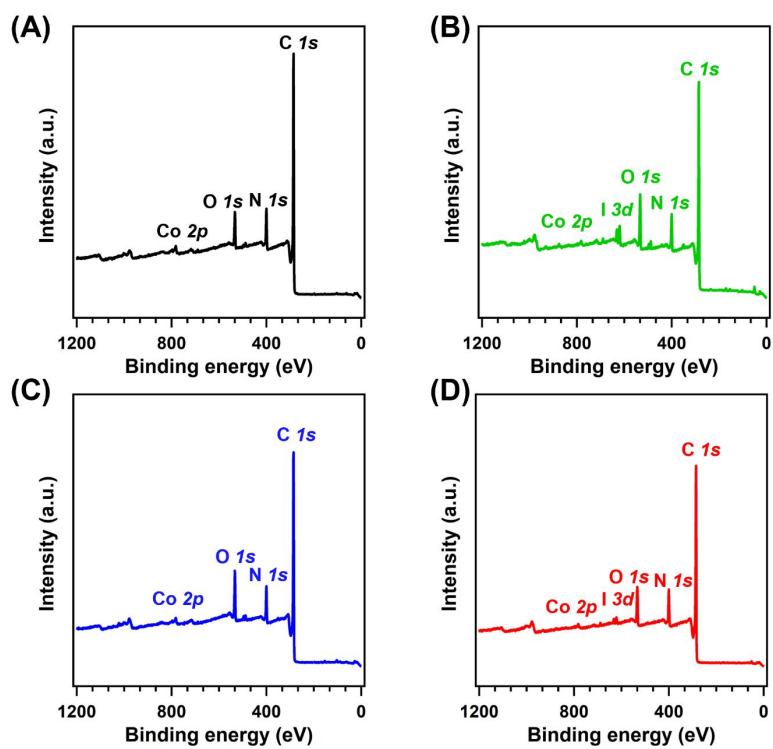 (A)
C 1s
O 1s N 1s
Co 2p
Intensity (a.u.)
1200 800 400 0
Binding energy (eV)
(B)
C 1s
O 1s
I 3d N 1s
Co 2p
Intensity (a.u.)
1200 800 400 0
Binding energy (eV)
(C)
C 1s
O 1s
N 1s
Co 2p
Intensity (a.u.)
1200 800 400 0
Binding energy (eV)
(D)
C 1s
O 1s N 1s
Co 2p I 3d
Intensity (a.u.)
1200 800 400 0
Binding energy (eV)